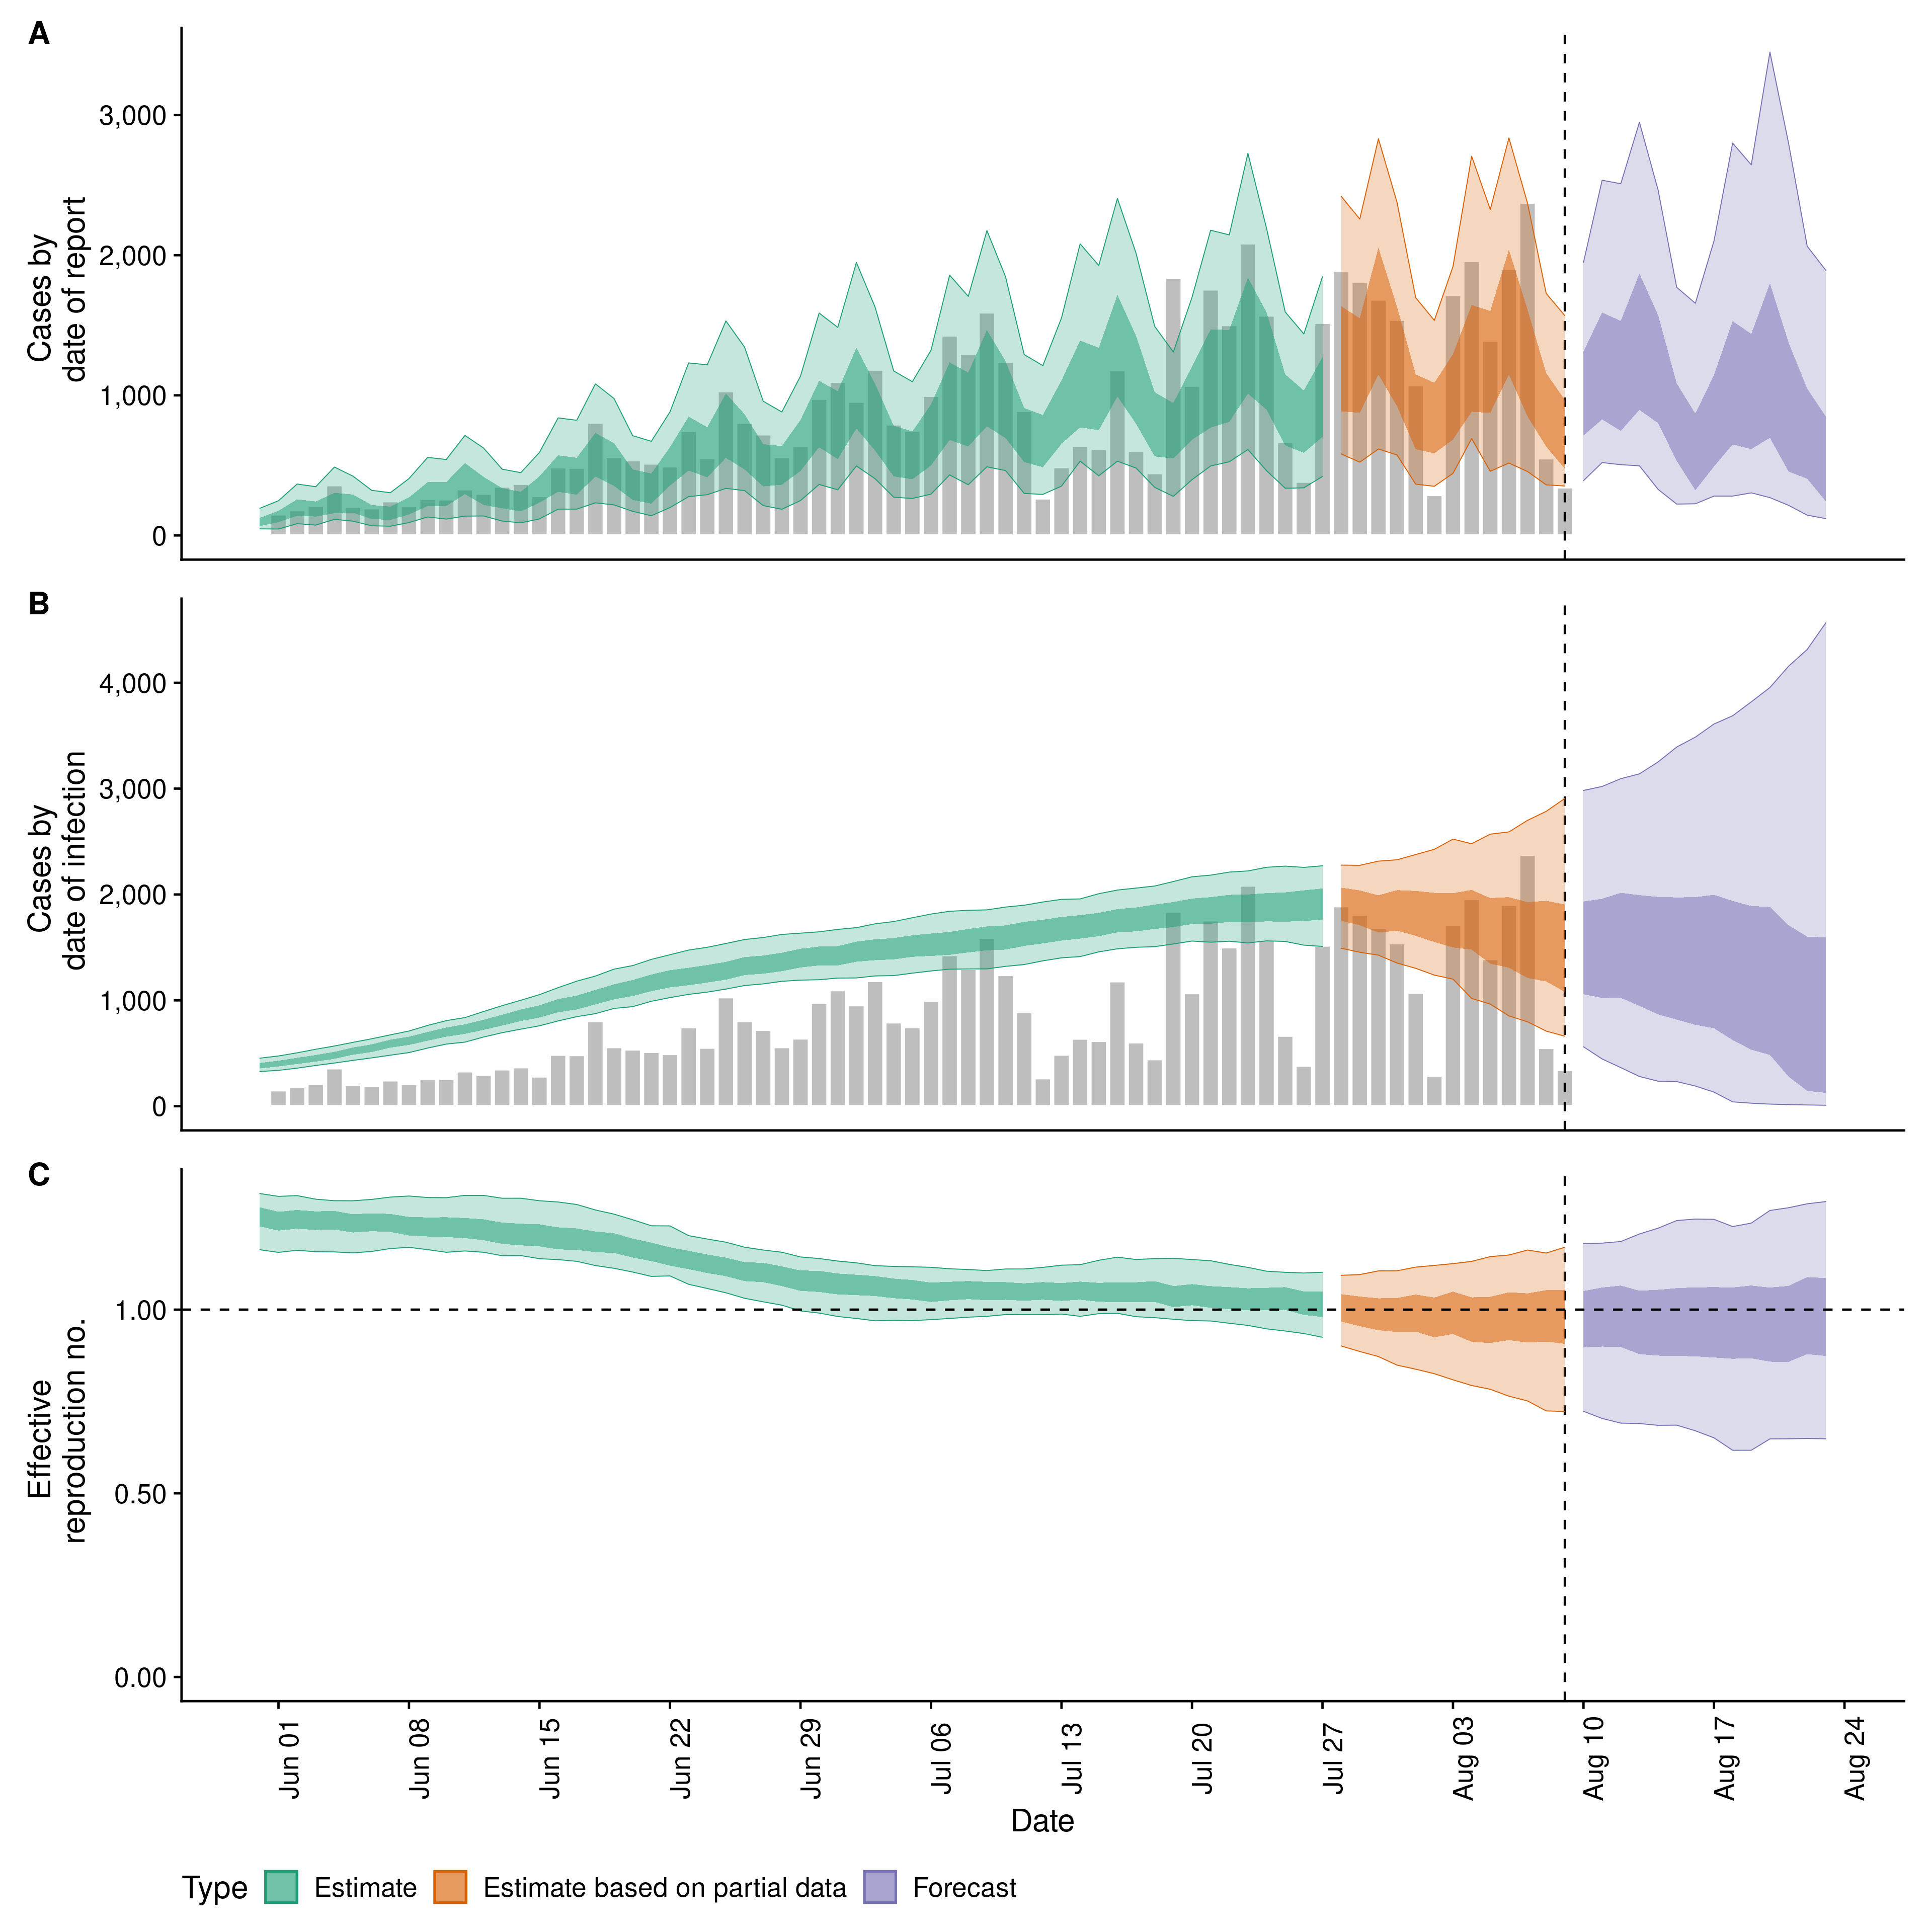 A
Cases by
date of report
3,000
2,000
1,000
0
B
Cases by
date of infection
4,000
3,000
2,000
1,000
0
C
Effective
reproduction no.
1.00
0.50
0.00
Jun 01
Jun 08
Jun 15
Jun 22
Jun 29
Jul 06
Jul 13
Jul 20
Jul 27
Aug 03
Aug 10
Aug 17
Aug 24
Date
Type Estimate Estimate based on partial data Forecast